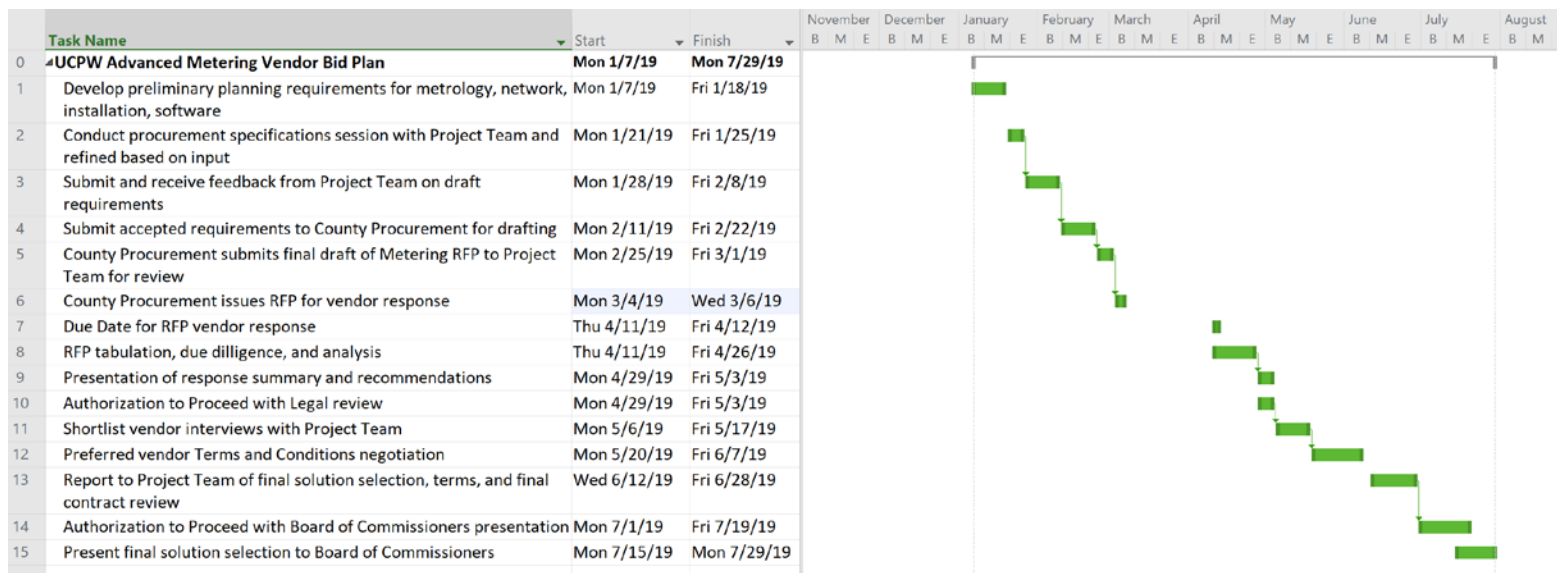 November December January February March April May June July August
Task Name Start Finish B M E B M E B M E B M E B M E B M E B M E B M E B M E B M
0 UCPW Advanced Metering Vendor Bid Plan Mon 1/7/19 Mon 7/29/19
1 Develop preliminary planning requirements for metrology, network, Mon 1/7/19 Fri 1/18/19
installation, software
2 Conduct procurement specifications session with Project Team and Mon 1/21/19 Fri 1/25/19
refined based on input
3 Submit and receive feedback from Project Team on draft Mon 1/28/19 Fri 2/8/19
requirements
4 Submit accepted requirements to County Procurement for drafting Mon 2/11/19 Fri 2/22/19
5 County Procurement submits final draft of Metering RFP to Project Mon 2/25/19 Fri 3/1/19
Team for review
6 County Procurement issues RFP for vendor response Mon 3/4/19 Wed 3/6/19
7 Due Date for RFP vendor response Thu 4/11/19 Fri 4/12/19
8 RFP tabulation, due dilligence, and analysis Thu 4/11/19 Fri 4/26/19
9 Presentation of response summary and recommendations Mon 4/29/19 Fri 5/3/19
10 Authorization to Proceed with Legal review Mon 4/29/19 Fri 5/3/19
11 Shortlist vendor interviews with Project Team Mon 5/6/19 Fri 5/17/19
12 Preferred vendor Terms and Conditions negotiation Mon 5/20/19 Fri 6/7/19
13 Report to Project Team of final solution selection, terms, and final Wed 6/12/19 Fri 6/28/19
contract review
14 Authorization to Proceed with Board of Commissioners presentation Mon 7/1/19 Fri 7/19/19
15 Present final solution selection to Board of Commissioners Mon 7/15/19 Mon 7/29/19